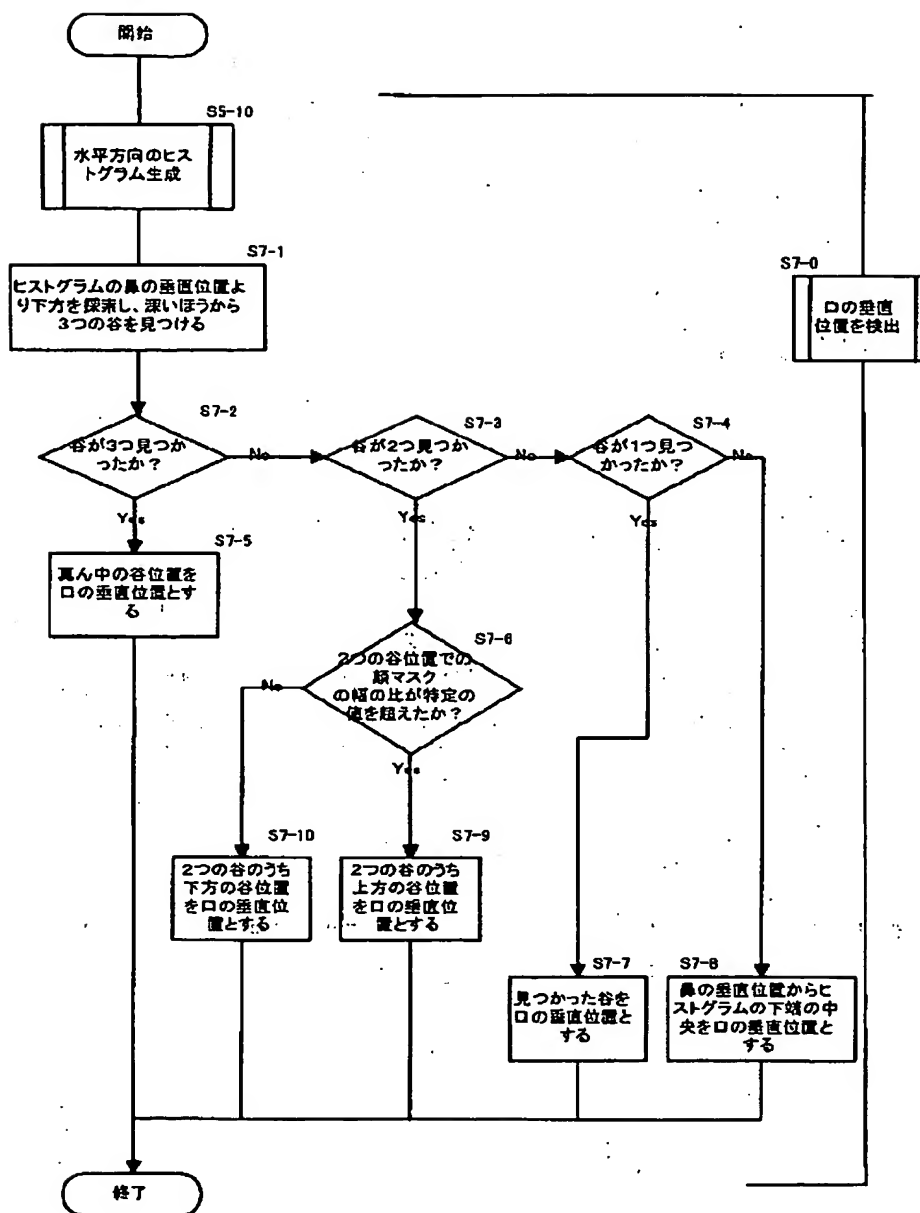 開始
S5-10
水平方向のヒス
トグラム生成
S7-1
ヒストグラムの鼻の垂直位置よ
り下方を探索し、深いほうから
3つの谷を見つける
S7-0
口の垂直
位置を検出
S7-2
谷が3つ見つか
ったか?
No
S7-3
谷が2つ見つか
ったか?
No
S7-4
谷が1つ見つ
かったか?
No
Yes
Yes
Yes
S7-5
真ん中の谷位置を
口の垂直位置とす
る
S7-6
2つの谷位置での
顔マスク
の幅の比が特定の
値を超えたか?
No
Yes
S7-10
2つの谷のうち
下方の谷位置
を口の垂直位
置とする
S7-9
2つの谷のうち
上方の谷位置
を口の垂直位
置とする
S7-7
見つかった谷を
口の垂直位置と
する
S7-8
鼻の垂直位置からヒ
ストグラムの下端の中
央を口の垂直位置と
する
終了